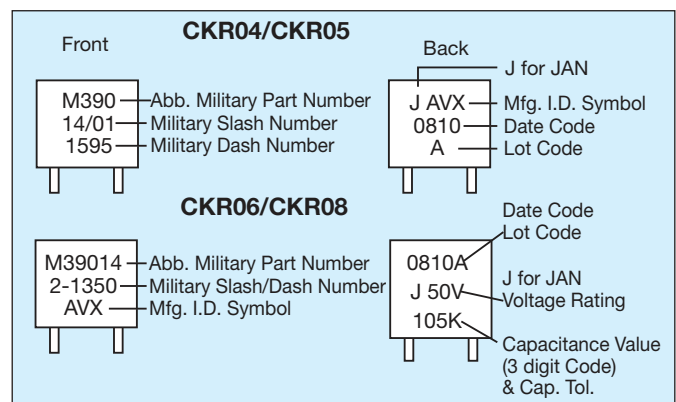 CKR04/CKR05
Front
M390
Abb. Military Part Number
14/01
Military Slash Number
1595
Military Dash Number
Back
J for JAN
J AVX
Mfg. I.D. Symbol
0810
Date Code
A
Lot Code
CKR06/CKR08
M39014
Abb. Military Part Number
2-1350
Military Slash/Dash Number
AVX
Mfg. I.D. Symbol
Date Code
Lot Code
0810A
J for JAN
J 50V
Voltage Rating
105K
Capacitance Value
(3 digit Code)
& Cap. Tol.